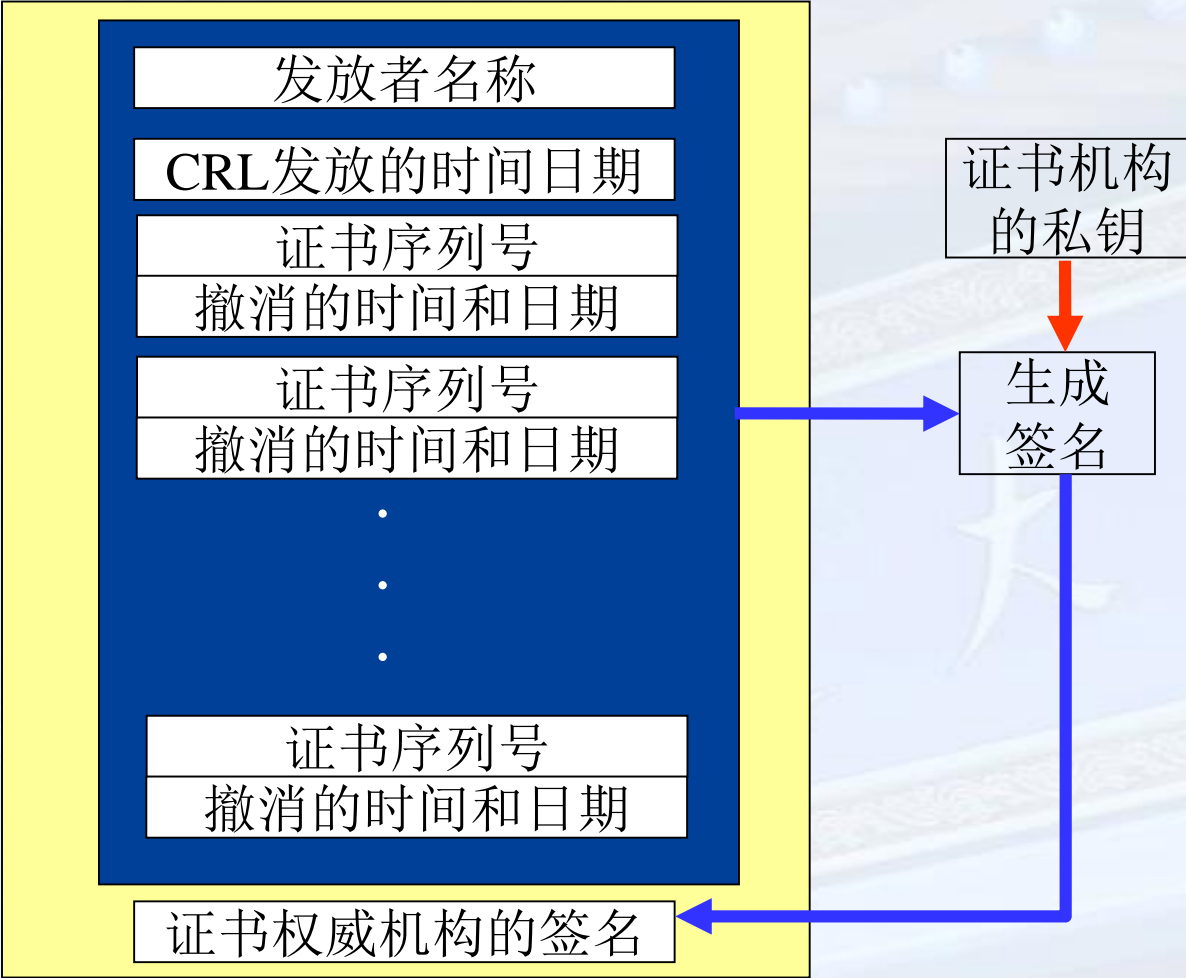 发放者名称
CRL发放的时间日期
证书序列号
撤消的时间和日期
证书序列号
撤消的时间和日期
.
.
.
证书序列号
撤消的时间和日期
证书权威机构的签名
证书机构
的私钥
生成
签名